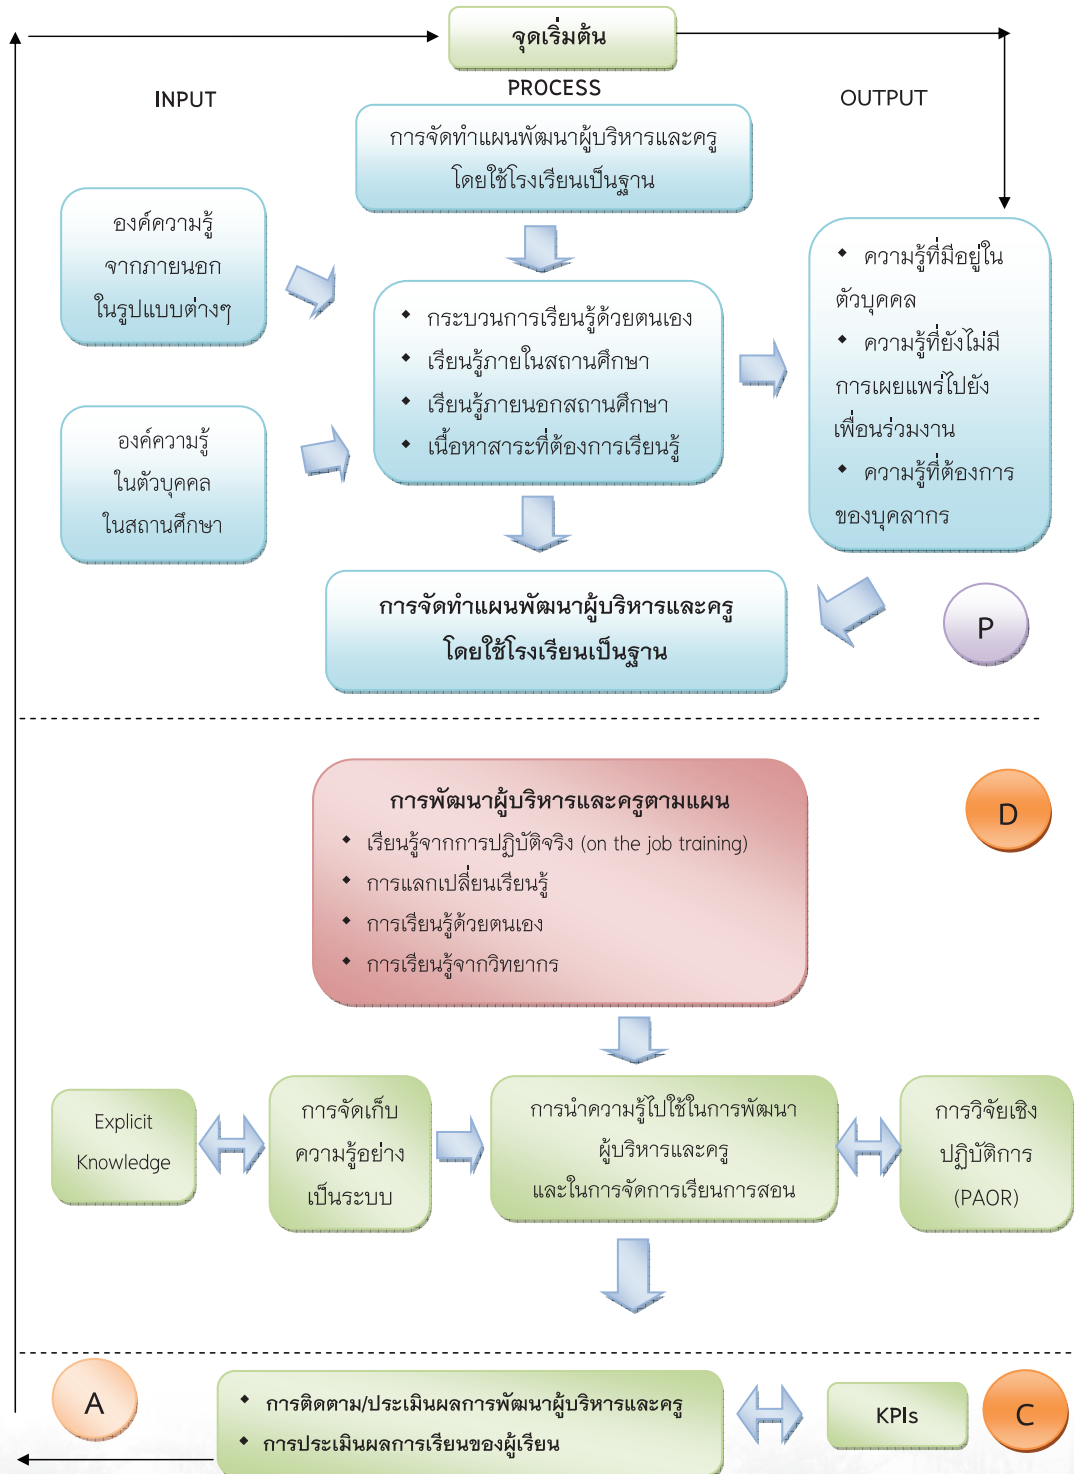 จุดเริ่มต้น
INPUT
PROCESS
OUTPUT
การจัดทำแผนพัฒนาผู้บริหารและครู
โดยใช้โรงเรียนเป็นฐาน
องค์ความรู้
จากภายนอก
ในรูปแบบต่างๆ
องค์ความรู้
ในตัวบุคคล
ในสถานศึกษา
กระบวนการเรียนรู้ด้วยตนเอง
เรียนรู้ภายในสถานศึกษา
เรียนรู้ภายนอกสถานศึกษา
เนื้อหาสาระที่ต้องการเรียนรู้
ความรู้ที่มีอยู่ใน
ตัวบุคคล
ความรู้ที่ยังไม่มี
การเผยแพร่ไปยัง
เพื่อนร่วมงาน
ความรู้ที่ต้องการ
ของบุคลากร
การจัดทำแผนพัฒนาผู้บริหารและครู
โดยใช้โรงเรียนเป็นฐาน
P
การพัฒนาผู้บริหารและครูตามแผน
เรียนรู้จากการปฏิบัติจริง (on the job training)
การแลกเปลี่ยนเรียนรู้
การเรียนรู้ด้วยตนเอง
การเรียนรู้จากวิทยากร
D
Explicit
Knowledge
การจัดเก็บ
ความรู้อย่าง
เป็นระบบ
การนำความรู้ไปใช้ในการพัฒนา
ผู้บริหารและครู
และในการจัดการเรียนการสอน
การวิจัยเชิง
ปฏิบัติการ
(PAOR)
A
การติดตาม/ประเมินผลการพัฒนาผู้บริหารและครู
การประเมินผลการเรียนของผู้เรียน
KPIs
C